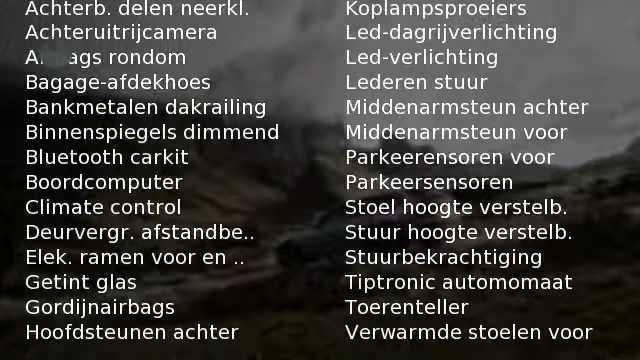 Achterb. delen neerkl.
Achteruitrijcamera
rondom
Bagage-afdekhoes
Bankmetalen dakrailing
Binnenspiegels dimmend
Bluetooth carkit
Boordcomputer
Climate control
Deurvergr. afstandbe..
Elek. ramen voor en ..
Getint glas
Gordijnairbags
Hoofdsteunen achter
Koplampsproeiers
Led-dagrijverlichting
Led-verlichting
Lederen stuur
Middenarmsteun achter
Middenarmsteun voor
Parkeerensoren voor
Parkeersensoren
Stoel hoogte verstelb.
Stuur hoogte verstelb.
Stuurbekrachtiging
Tiptronic automomaat
Toerenteller
Verwarmde stoelen voor